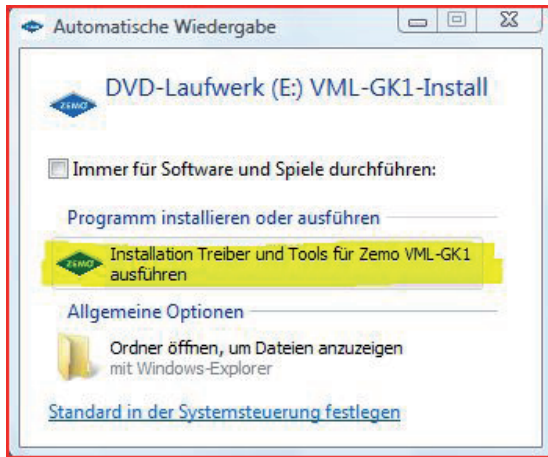 Automatische Wiedergabe
DVD-Laufwerk (E:) VML-GK1-Install
ZEMO
Immer für Software und Spiele durchführen:
Programm installieren oder ausführen
ZEMO
Installation Treiber und Tools für Zemo VML-GK1
ausführen
Allgemeine Optionen
Ordner öffnen, um Dateien anzuzeigen
mit Windows-Explorer
Standard in der Systemsteuerung festlegen